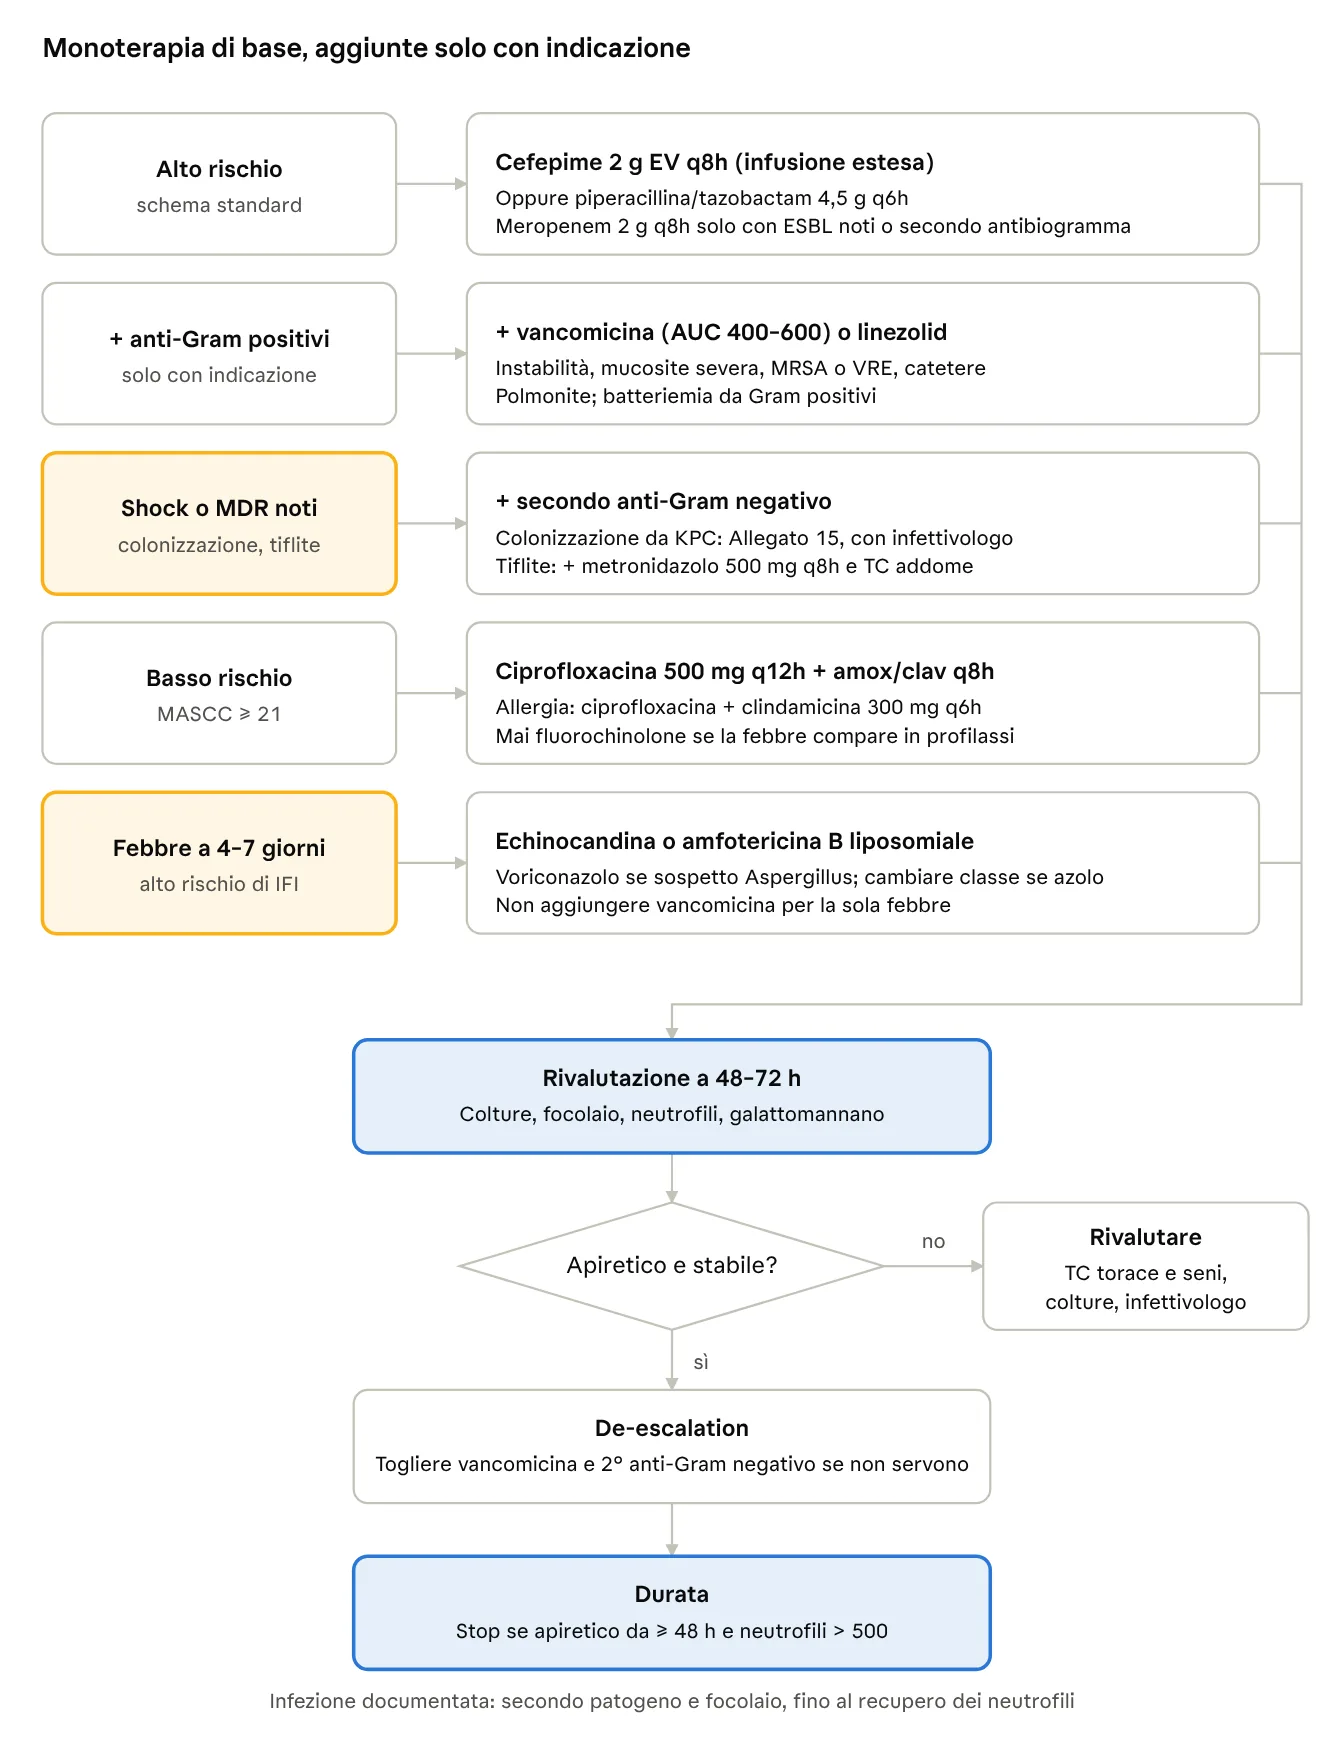 Monoterapia di base, aggiunte solo con indicazione
Alto rischio
schema standard
Cefepime 2 g EV q8h (infusione estesa)
Oppure piperacillina/tazobactam 4,5 g q6h
Meropenem 2 g q8h solo con ESBL noti o secondo antibiogramma
+ anti-Gram positivi
solo con indicazione
+ vancomicina (AUC 400–600) o linezolid
Instabilità, mucosite severa, MRSA o VRE, catetere
Polmonite; batteriemia da Gram positivi
Shock o MDR noti
colonizzazione, tiflite
+ secondo anti-Gram negativo
Colonizzazione da KPC: Allegato 15, con infettivologo
Tiflite: + metronidazolo 500 mg q8h e TC addome
Basso rischio
MASCC ≥ 21
Ciprofloxacina 500 mg q12h + amox/clav q8h
Allergia: ciprofloxacina + clindamicina 300 mg q6h
Mai fluorochinolone se la febbre compare in profilassi
Febbre a 4–7 giorni
alto rischio di IFI
Echinocandina o amfotericina B liposomiale
Voriconazolo se sospetto Aspergillus; cambiare classe se azolo
Non aggiungere vancomicina per la sola febbre
Rivalutazione a 48–72 h
Colture, focolaio, neutrofili, galattomannano
Apiretico e stabile?
no
Rivalutare
TC torace e seni,
colture, infettivologo
sì
De-escalation
Togliere vancomicina e 2° anti-Gram negativo se non servono
Durata
Stop se apiretico da ≥ 48 h e neutrofili > 500
Infezione documentata: secondo patogeno e focolaio, fino al recupero dei neutrofili